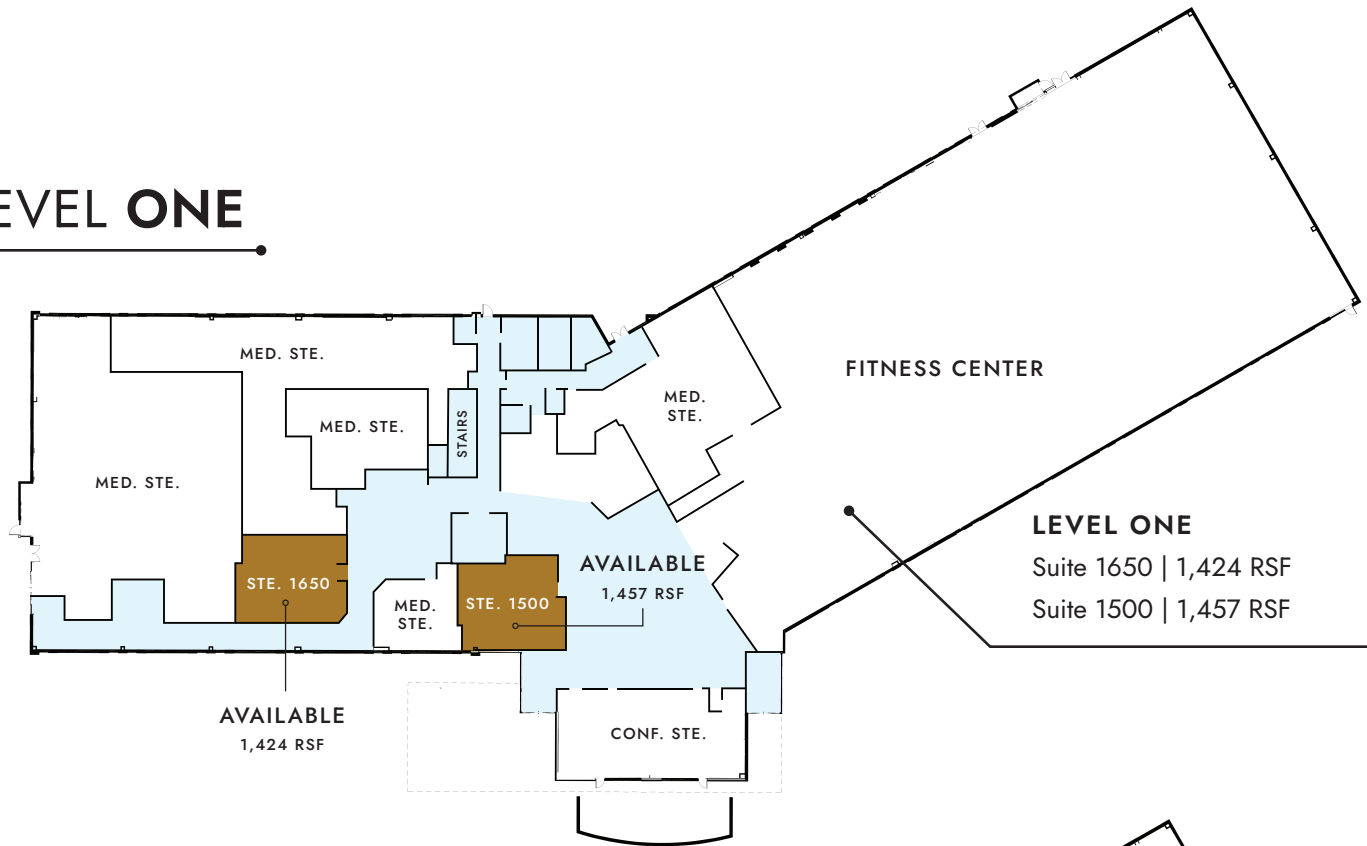 EVEL ONE
MED. STE.
FITNESS CENTER
MED.
STE.
MED. STE.
STAIRS
MED. STE.
LEVEL ONE
Suite 1650 | 1,424 RSF
Suite 1500 | 1,457 RSF
AVAILABLE
1,457 RSF
STE. 1650
STE. 1500
MED.
STE.
AVAILABLE
1,424 RSF
CONF. STE.